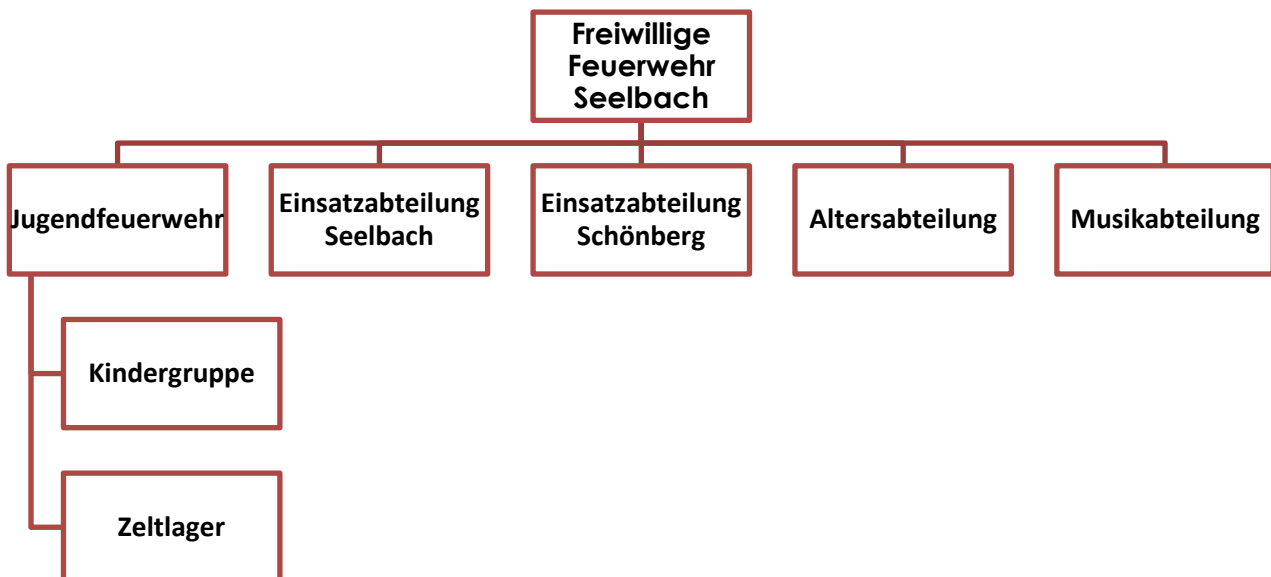 Freiwillige
Feuerwehr
Seelbach
Jugendfeuerwehr
Einsatzabteilung
Seelbach
Einsatzabteilung
Schönberg
Altersabteilung
Musikabteilung
Kindergruppe
Zeltlager